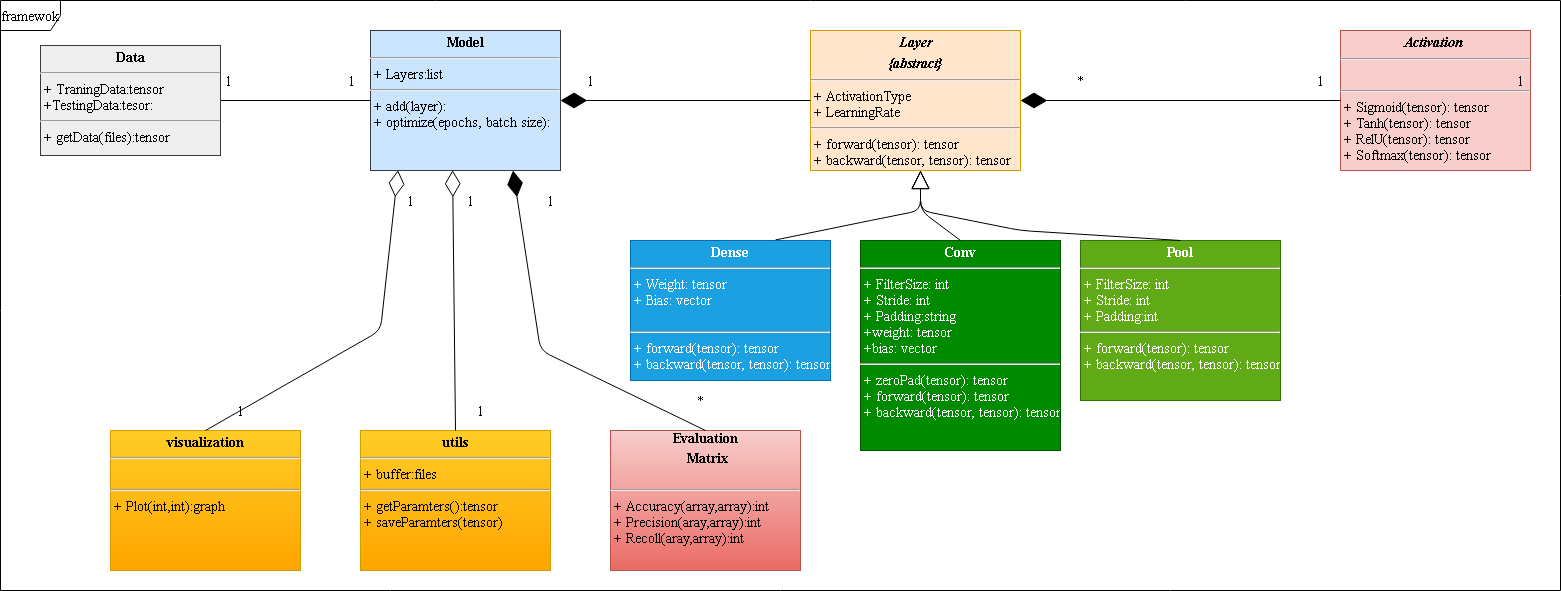 framewok
Data
+ TraningData:tensor
+TestingData:tesor:
+ getData(files):tensor
1
1
Model
+ Layers:list
+ add(layer):
+ optimize(epochs, batch size):
1
Layer
{abstract}
+ ActivationType
+ LearningRate
+ forward(tensor): tensor
+ backward(tensor, tensor): tensor
*
1
Activation
1
+ Sigmoid(tensor): tensor
+ Tanh(tensor): tensor
+ RelU(tensor): tensor
+ Softmax(tensor): tensor
1
1
1
Dense
+ Weight: tensor
+ Bias: vector
+ forward(tensor): tensor
+ backward(tensor, tensor): tensor
Conv
+ FilterSize: int
+ Stride: int
+ Padding:string
+weight: tensor
+bias: vector
+ zeroPad(tensor): tensor
+ forward(tensor): tensor
+ backward(tensor, tensor): tensor
Pool
+ FilterSize: int
+ Stride: int
+ Padding:int
+ forward(tensor): tensor
+ backward(tensor, tensor): tensor
1
1
*
visualization
+ Plot(int,int):graph
utils
+ buffer:files
+ getParamters():tensor
+ saveParamters(tensor)
Evaluation
Matrix
+ Accuracy(array,array):int
+ Precision(aray,array):int
+ Recoll(aray,array):int